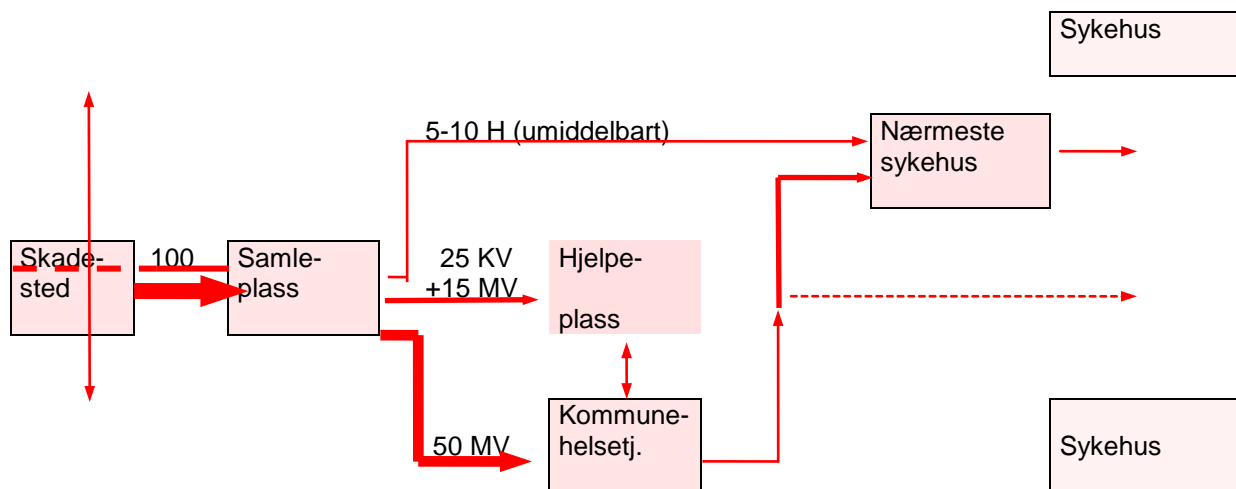 Sykehus
5-10 H (umiddelbart)
Nærmeste
sykehus
Skade-
sted
100
Samle-
plass
25 KV
+15 MV
Hjelpe-
plass
50 MV
Kommune-
helsetj.
Sykehus